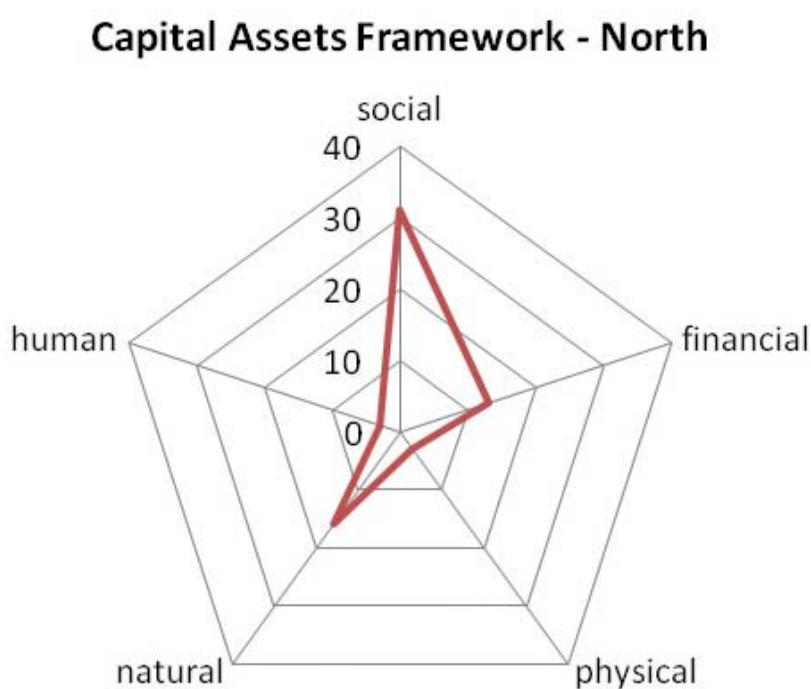 Capital Assets Framework - North
social
40
30
20
10
0
human
financial
natural
physical